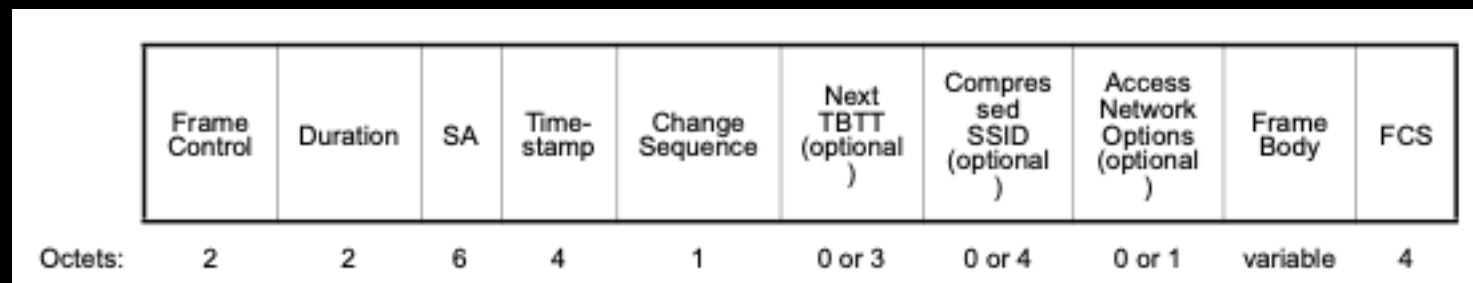 Frame
Control
Duration
SA
Time-
stamp
Change
Sequence
Next
TBTT
(optional
)
Compres
sed
SSID
(optional
)
Access
Network
Options
(optional
)
Frame
Body
FCS
Octets: 2 2 6 4 1 0 or 3 0 or 4 0 or 1 variable 4